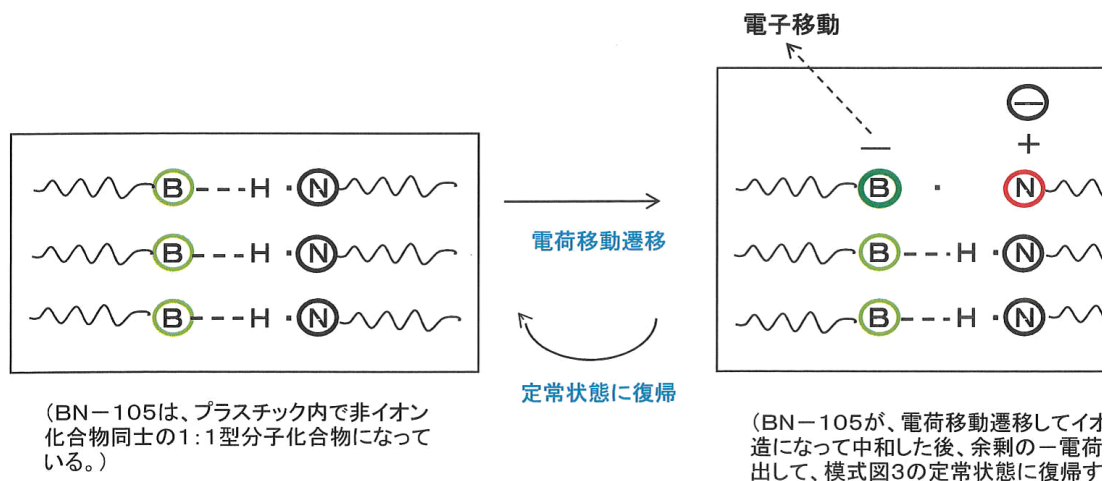 電子移動
⊖
— +
B---H・N
B ・ N
B---H・N
B---H・N
B---H・N
B---H・N
電荷移動遷移
定常状態に復帰
(BN－105は、プラスチック内で非イオン
化合物同士の1:1型分子化合物になって
いる。)
(BN－105が、電荷移動遷移してイオ
造になって中和した後、余剰の－電荷
出して、模式図3の定常状態に復帰す